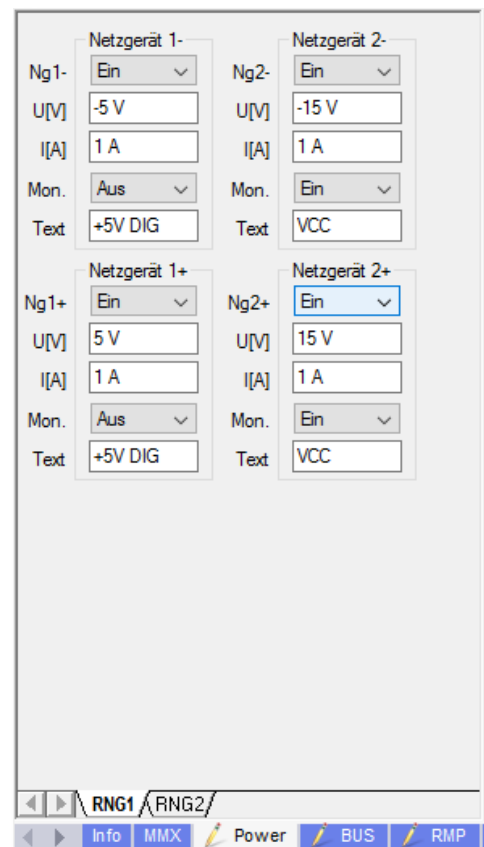 Netzgerät 1- Netzgerät 2-
Ng1- Ein Ng2- Ein
U[V] -5 V U[V] -15 V
I[A] 1 A I[A] 1 A
Mon. Aus Mon. Ein
Text +5V DIG Text VCC
Netzgerät 1+ Netzgerät 2+
Ng1+ Ein Ng2+ Ein
U[V] 5 V U[V] 15 V
I[A] 1 A I[A] 1 A
Mon. Aus Mon. Ein
Text +5V DIG Text VCC
RNG1 RNG2
Info MMX Power BUS RMP